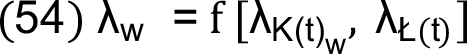 (54) λw = f [λK(t)w, λŁ(t)]